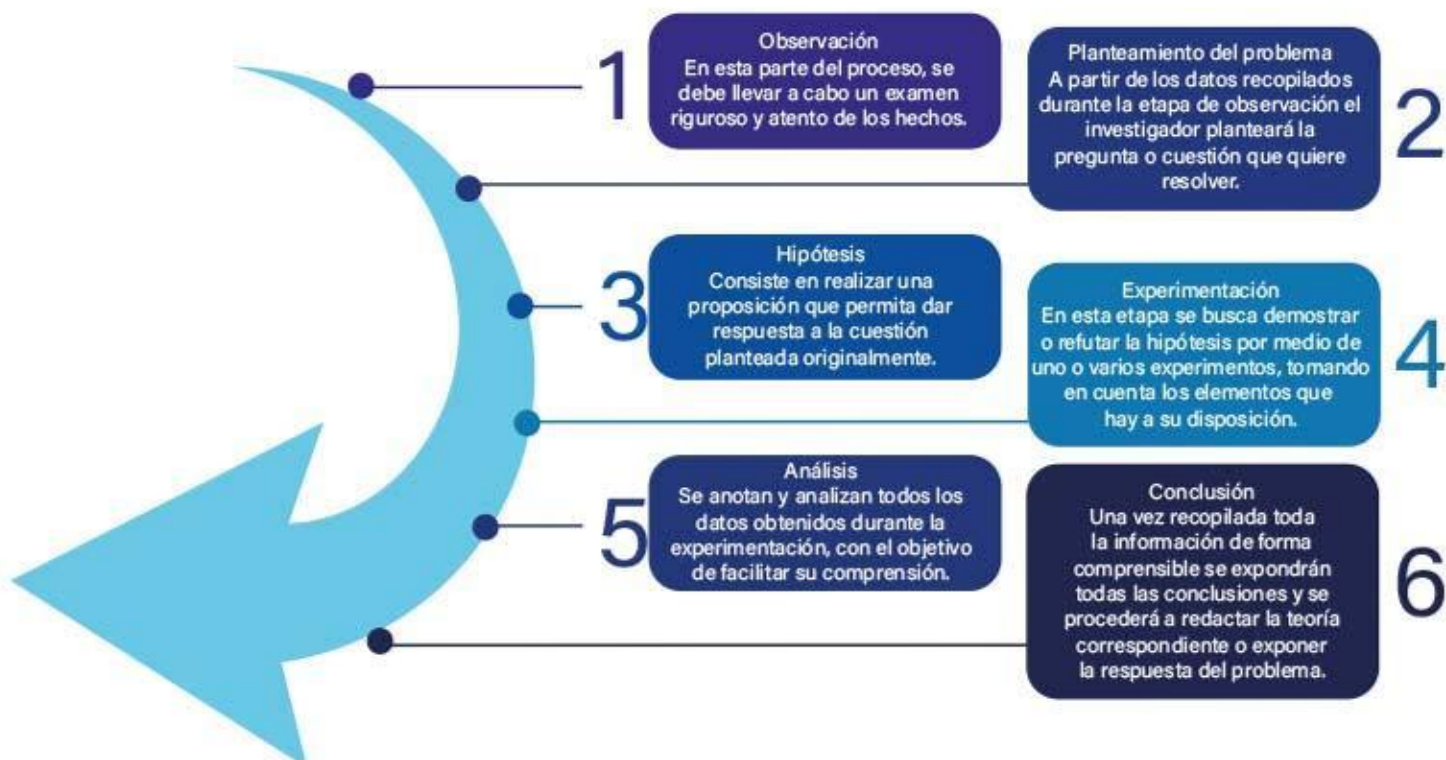 1
Observación
En esta parte del proceso, se
debe llevar a cabo un examen
riguroso y atento de los hechos.
2
Planteamiento del problema
A partir de los datos recopilados
durante la etapa de observación el
investigador planteará la
pregunta o cuestión que quiere
resolver.
3
Hipótesis
Consiste en realizar una
proposición que permita dar
respuesta a la cuestión
planteada originalmente.
4
Experimentación
En esta etapa se busca demostrar
o refutar la hipótesis por medio de
uno o varios experimentos, tomando
en cuenta los elementos que
hay a su disposición.
5
Análisis
Se anotan y analizan todos los
datos obtenidos durante la
experimentación, con el objetivo
de facilitar su comprensión.
6
Conclusión
Una vez recopilada toda
la información de forma
comprensible se expondrán
todas las conclusiones y se
procederá a redactar la teoría
correspondiente o exponer
la respuesta del problema.